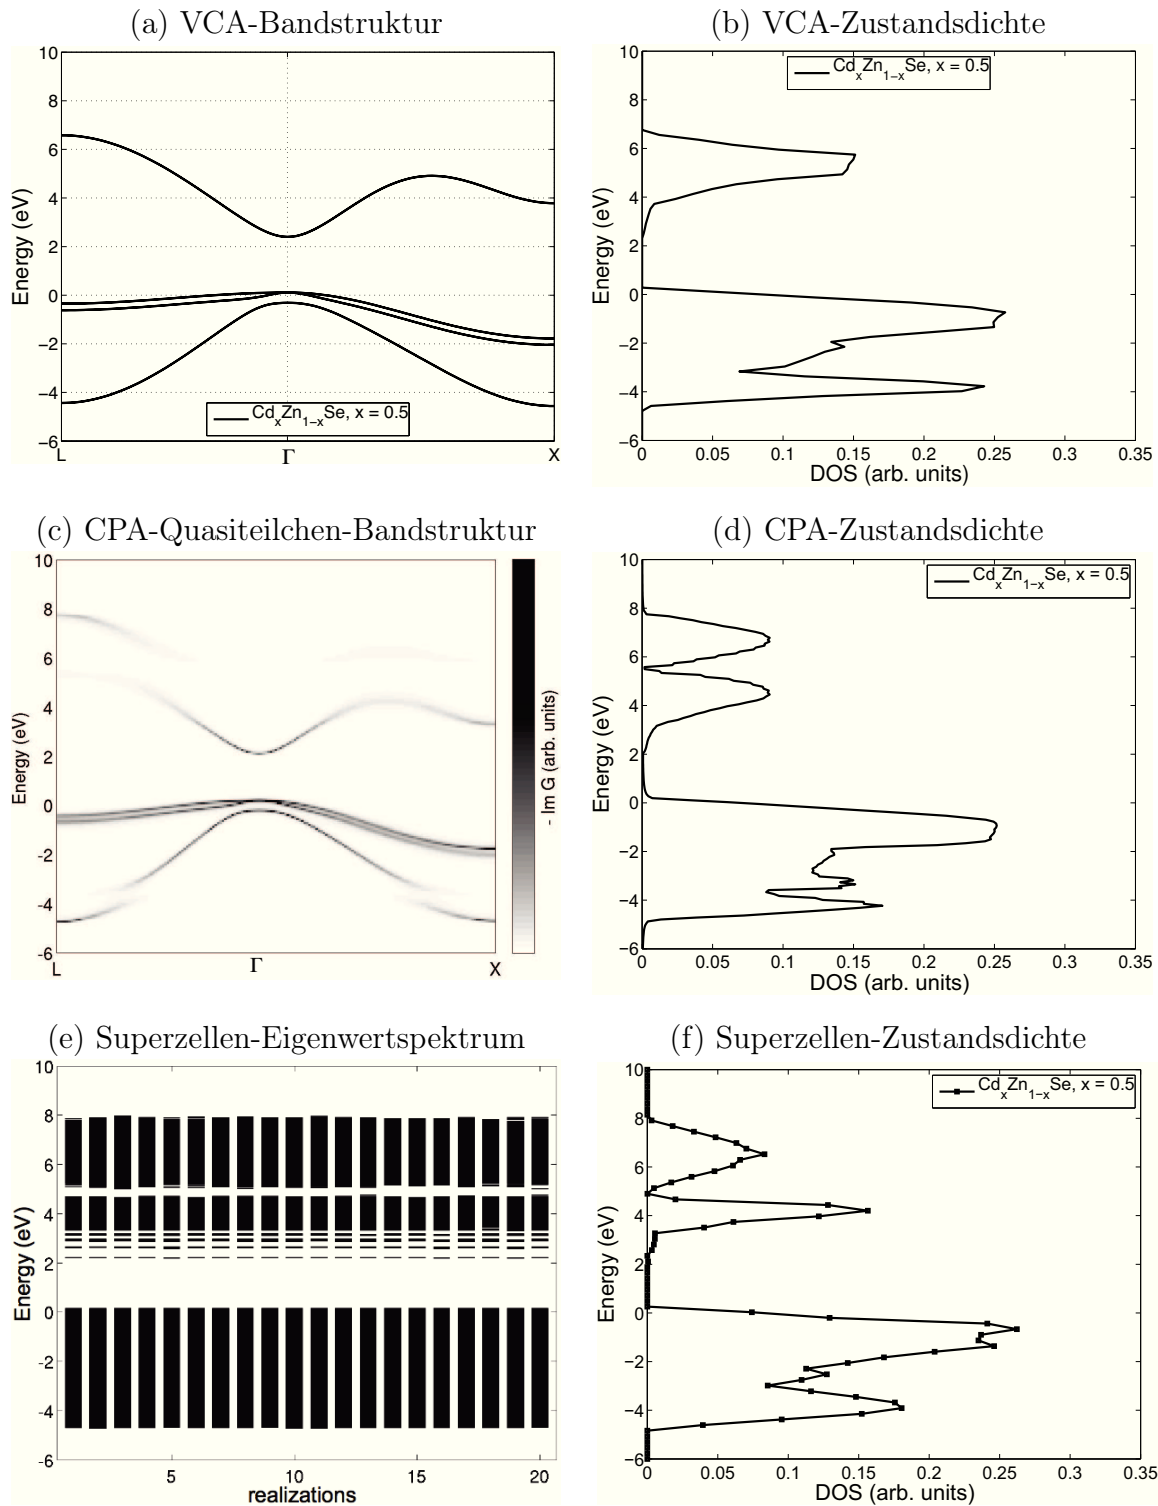 (a) VCA-Bandstruktur
10
8
6
4
2
0
−2
−4
−6
Energy (eV)
CdxZn1−xSe, x = 0.5
L Γ X
(b) VCA-Zustandsdichte
CdxZn1−xSe, x = 0.5
10
8
6
4
2
0
−2
−4
−6
Energy (eV)
0 0.05 0.1 0.15 0.2 0.25 0.3 0.35
DOS (arb. units)
(c) CPA-Quasiteilchen-Bandstruktur
10
8
6
4
2
0
-2
-4
-6
Energy (eV)
L Γ X
- Im G (arb. units)
(d) CPA-Zustandsdichte
CdxZn1−xSe, x = 0.5
10
8
6
4
2
0
−2
−4
−6
Energy (eV)
0 0.05 0.1 0.15 0.2 0.25 0.3 0.35
DOS (arb. units)
(e) Superzellen-Eigenwertspektrum
10
8
6
4
2
0
-2
-4
-6
Energy (eV)
5 10 15 20
realizations
(f) Superzellen-Zustandsdichte
CdxZn1−xSe, x = 0.5
10
8
6
4
2
0
−2
−4
−6
Energy (eV)
0 0.05 0.1 0.15 0.2 0.25 0.3 0.35
DOS (arb. units)